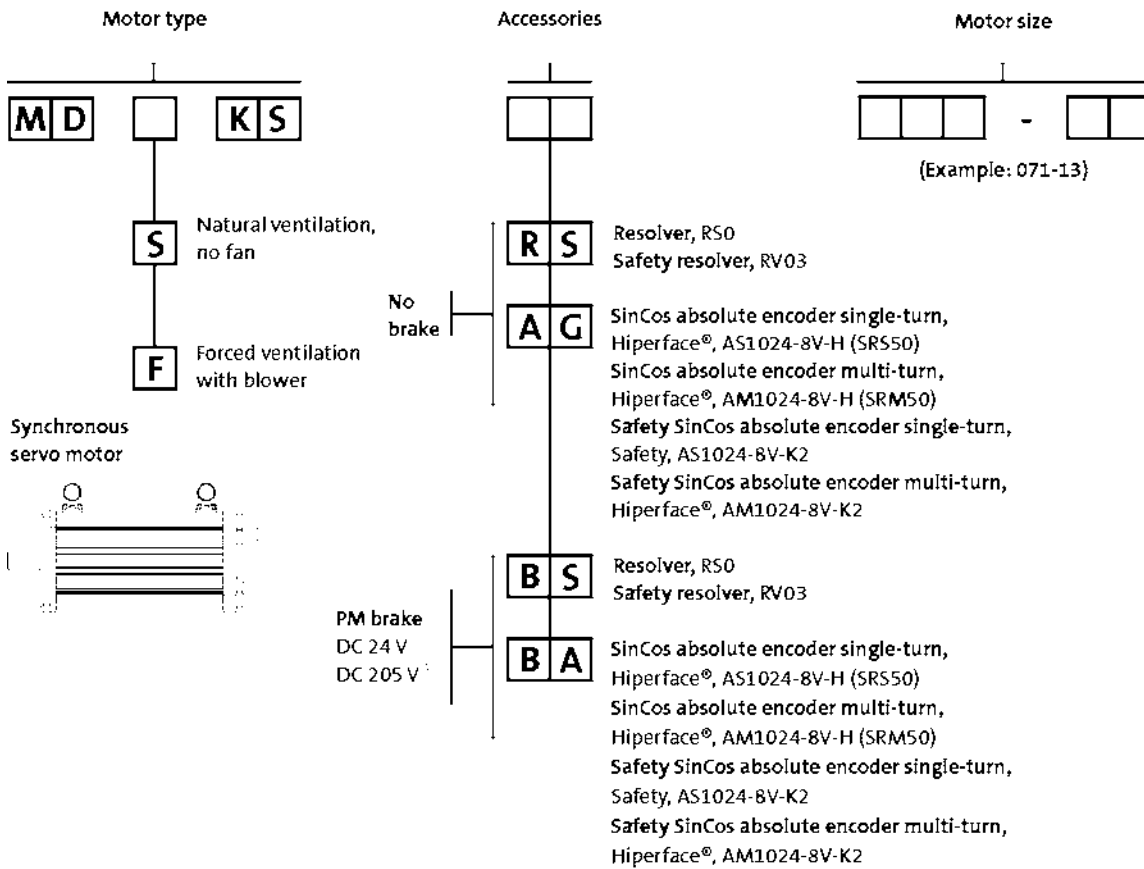 Motor type
Accessories
Motor size
M D K S
-
(Example: 071-13)
S
Natural ventilation,
no fan
F
Forced ventilation
with blower
Synchronous
servo motor
No
brake
R S
Resolver, RS0
Safety resolver, RV03
A G
SinCos absolute encoder single-turn,
Hiperface®, AS1024-8V-H (SRS50)
SinCos absolute encoder multi-turn,
Hiperface®, AM1024-8V-H (SRM50)
Safety SinCos absolute encoder single-turn,
Safety, AS1024-8V-K2
Safety SinCos absolute encoder multi-turn,
Hiperface®, AM1024-8V-K2
PM brake
DC 24 V
DC 205 V
B S
Resolver, RS0
Safety resolver, RV03
B A
SinCos absolute encoder single-turn,
Hiperface®, AS1024-8V-H (SRS50)
SinCos absolute encoder multi-turn,
Hiperface®, AM1024-8V-H (SRM50)
Safety SinCos absolute encoder single-turn,
Safety, AS1024-8V-K2
Safety SinCos absolute encoder multi-turn,
Hiperface®, AM1024-8V-K2